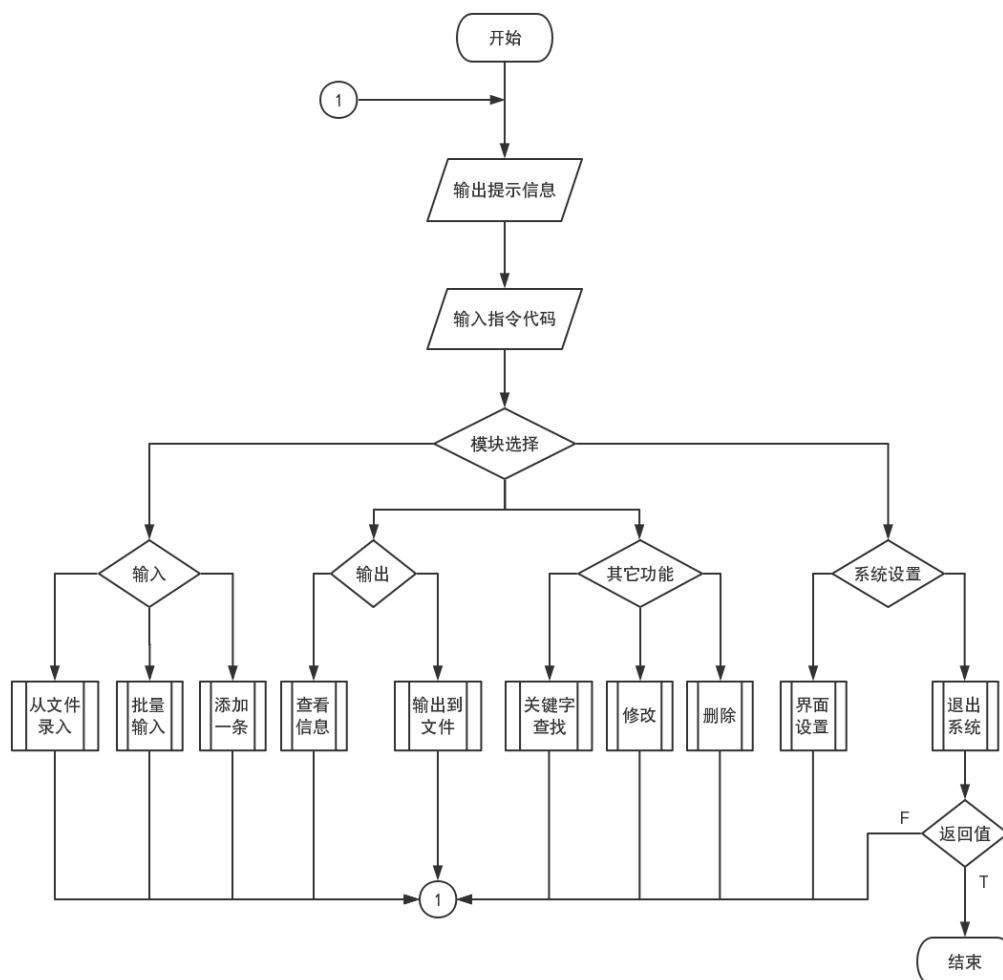 开始
1
输出提示信息
输入指令代码
模块选择
输入
输出
其它功能
系统设置
从文件
录入
批量
输入
添加
一条
查看
信息
输出到
文件
关键字
查找
修改
删除
界面
设置
退出
系统
F
返回值
T
1
结束